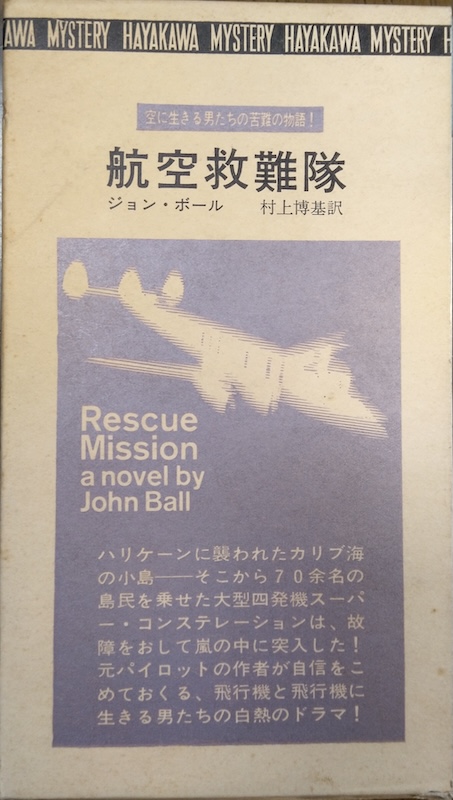 AWA MYSTERY HAYAKAWA MYSTERY HAYAKAWA MYSTERY H
空に生きる男たちの苦難の物語！
航空救難隊
ジョン・ボール 村上博基訳
Rescue
Mission
a novel by
John Ball
ハリケーンに襲われたカリブ海
の小島――そこから７０余名の
島民を乗せた大型四発機スーパ
ー・コンステレーションは、故
障をおして嵐の中に突入した！
元パイロットの作者が自信をこ
めておくる、飛行機と飛行機に
生きる男たちの白熱のドラマ！